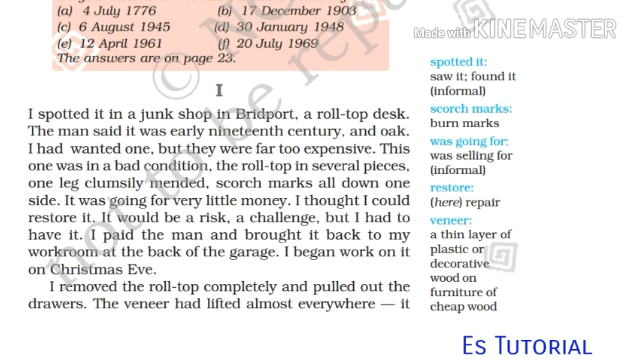 (a) 4 July 1776 (b) 17 December 1903
(c) 6 August 1945 (d) 30 January 1948
(e) 12 April 1961 (f) 20 July 1969
The answers are on page 23.
Made with KINEMASTER
I
I spotted it in a junk shop in Bridport, a roll-top desk.
The man said it was early nineteenth century, and oak.
I had wanted one, but they were far too expensive. This
one was in a bad condition, the roll-top in several pieces,
one leg clumsily mended, scorch marks all down one
side. It was going for very little money. I thought I could
restore it. It would be a risk, a challenge, but I had to
have it. I paid the man and brought it back to my
workroom at the back of the garage. I began work on it
on Christmas Eve.
I removed the roll-top completely and pulled out the
drawers. The veneer had lifted almost everywhere — it
spotted it:
saw it; found it
(informal)
scorch marks:
burn marks
was going for:
was selling for
(informal)
restore:
(here) repair
veneer:
a thin layer of
plastic or
decorative
wood on
furniture of
cheap wood
not to be
Es Tutorial